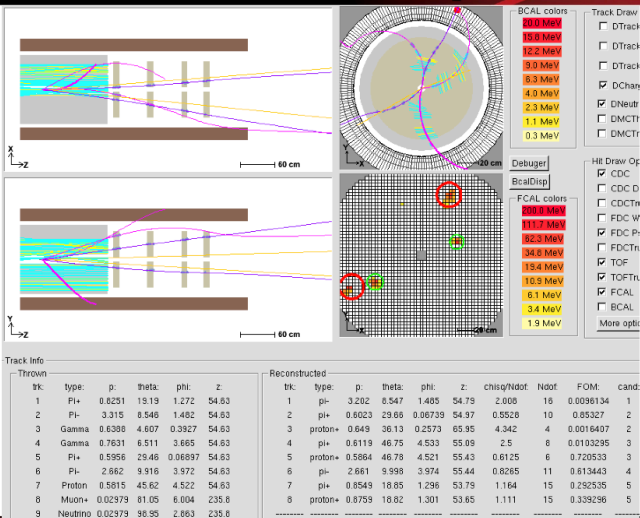 BCAL colors
20.0 MeV
15.8 MeV
12.2 MeV
9.0 MeV
6.3 MeV
4.0 MeV
2.3 MeV
1.1 MeV
0.3 MeV
Track Draw
DTrack
DTrack
DTrack
DCharg
DNeutr
DMCTh
DMCTr
X
Z
60 cm
Y
X
20 cm
Debuger
BcalDisp
FCAL colors
200.0 MeV
111.7 MeV
62.3 MeV
34.8 MeV
19.4 MeV
10.9 MeV
6.1 MeV
3.4 MeV
1.9 MeV
Hit Draw Op
CDC
CDC D
CDCTru
FDC W
FDC Ps
FDCTru
TOF
TOFTru
FCAL
BCAL
More optic
Y
Z
60 cm
X
20 cm
Track Info
Thrown
trk: type: p: theta: phi: z:
1 Pi+ 0.8251 19.19 1.272 54.63
2 Pi- 3.315 8.546 1.482 54.63
3 Gamma 0.6388 4.607 0.3927 54.63
4 Gamma 0.7631 6.511 3.665 54.63
5 Pi+ 0.5956 29.46 0.06897 54.63
6 Pi- 2.662 9.916 3.972 54.63
7 Proton 0.5815 45.62 4.522 54.63
8 Muon+ 0.02979 81.05 6.004 235.8
9 Neutrino 0.02979 98.95 2.863 235.8
Reconstructed
trk: type: p: theta: phi: z: chisq/Ndof: Ndof: FOM: cand:
1 pi- 3.202 8.547 1.485 54.79 2.008 16 0.0096134 1
2 pi+ 0.6023 29.66 0.06739 54.97 0.5528 10 0.85327 2
3 proton+ 0.649 36.13 0.2573 65.95 4.342 4 0.0016407 2
4 pi+ 0.6119 46.75 4.533 55.09 2.5 8 0.0103295 3
5 proton+ 0.5864 46.78 4.521 55.43 0.6125 6 0.720533 3
6 pi- 2.661 9.998 3.974 55.44 0.8265 11 0.613443 4
7 pi+ 0.8549 18.85 1.296 53.79 1.164 15 0.292535 5
8 proton+ 0.8759 18.82 1.301 53.65 1.111 15 0.339296 5